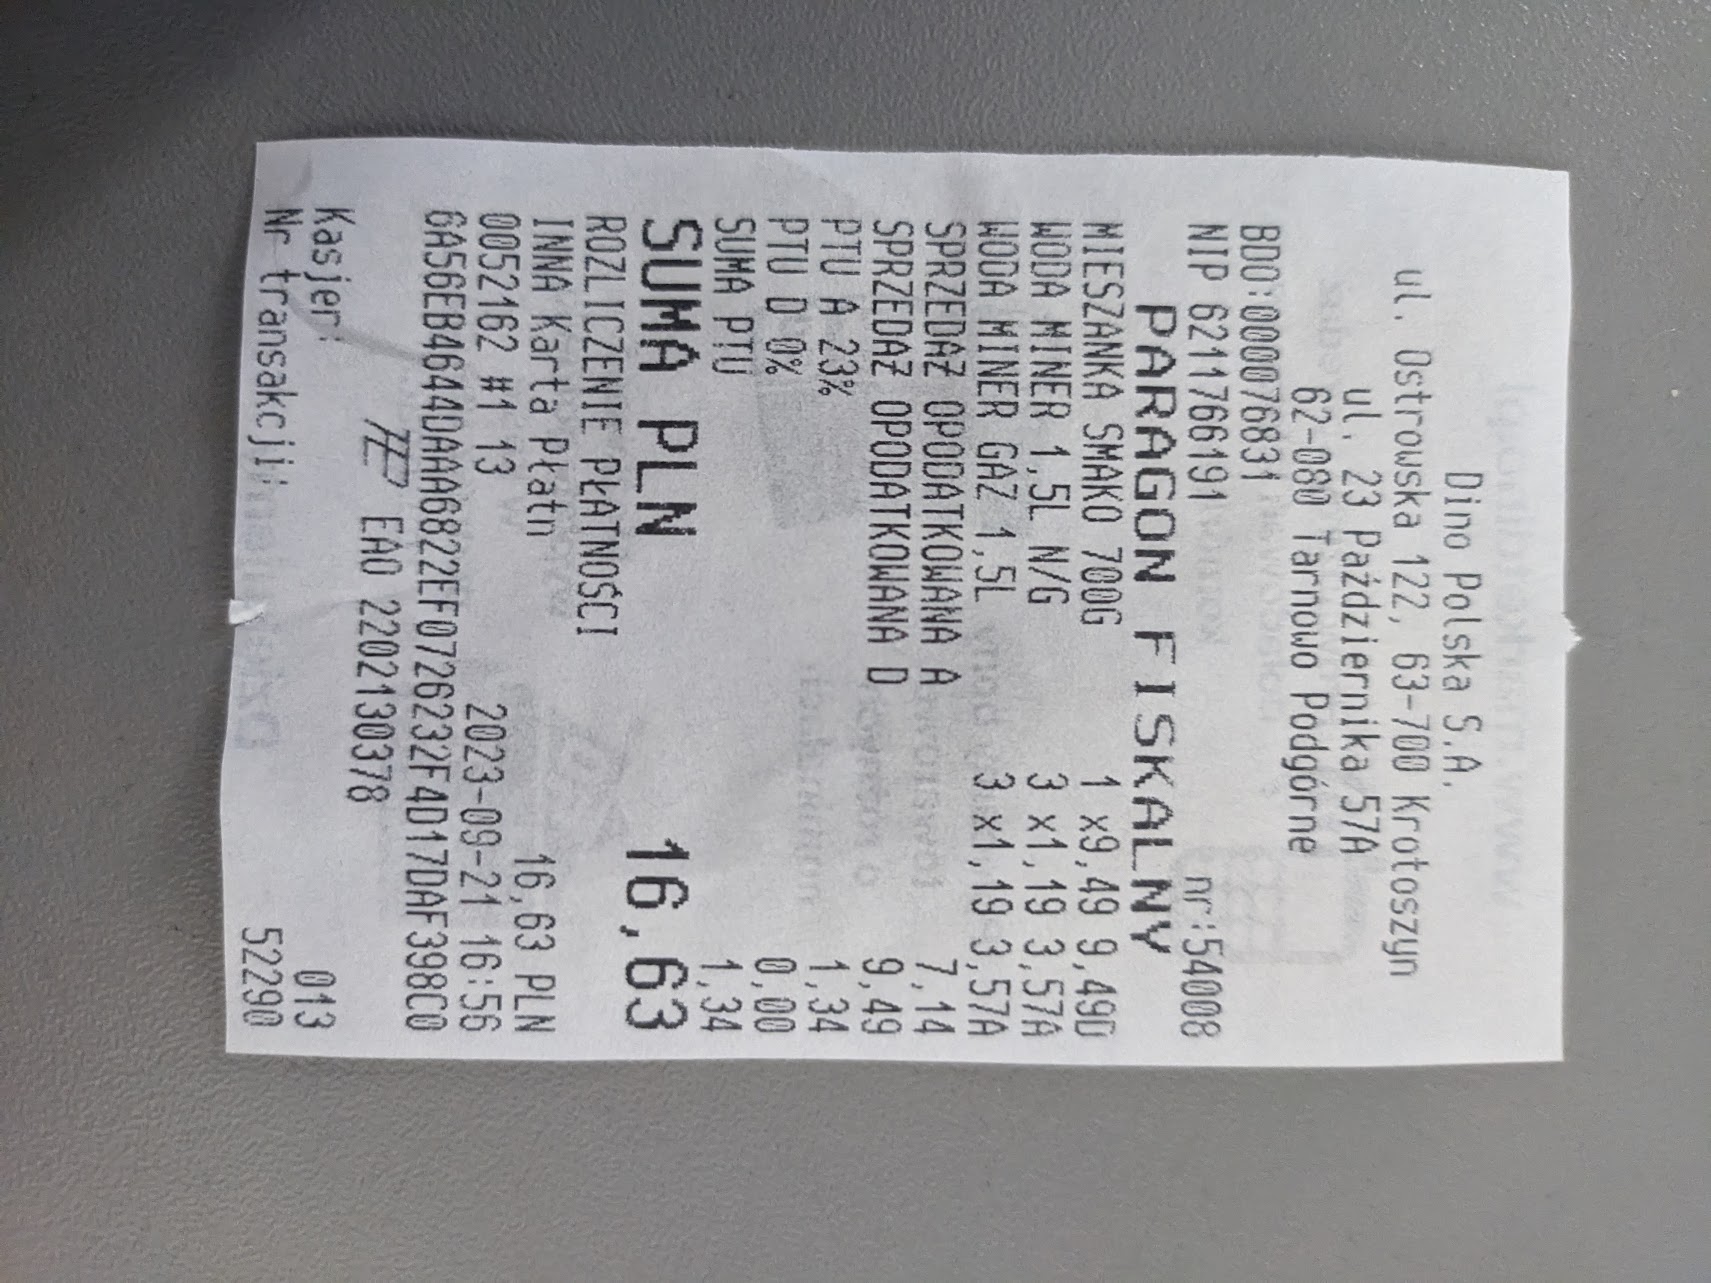 Dino Polska S.A.
ul. Ostrowska 122, 63-700 Krotoszyn
ul. 23 Października 57A
62-080 Tarnowo Podgórne
BDO:000076831
NIP 6211766191 nr:54008
PARAGON FISKALNY
MIESZANKA SMAKO 700G 1 x9,49 9,49D
WODA MINER 1,5L N/G 3 x1,19 3,57A
WODA MINER GAZ 1,5L 3 x1,19 3,57A
SPRZEDAŻ OPODATKOWANA A 7,14
SPRZEDAŻ OPODATKOWANA D 9,49
PTU A 23% 1,34
PTU D 0% 0,00
SUMA PTU 1,34
SUMA PLN 16,63
ROZLICZENIE PŁATNOŚCI
INNA Karta płatn 16,63 PLN
0052162 #1 13 2023-09-21 16:56
6A56EB4644DAAA6822EF0726232F4D17DAF398C0
EAO 2202130378
Kasjer: 013
Nr transakcji: 52290